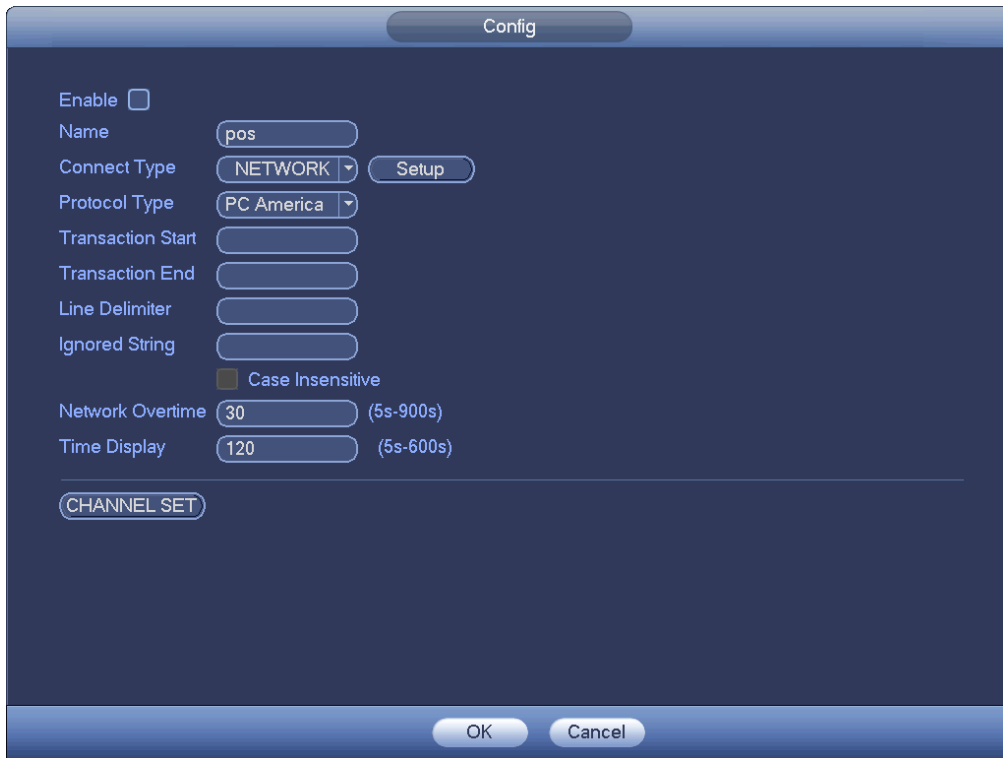 Config
Enable
Name pos
Connect Type NETWORK Setup
Protocol Type PC America
Transaction Start
Transaction End
Line Delimiter
Ignored String
Case Insensitive
Network Overtime 30 (5s-900s)
Time Display 120 (5s-600s)
CHANNEL SET
OK Cancel